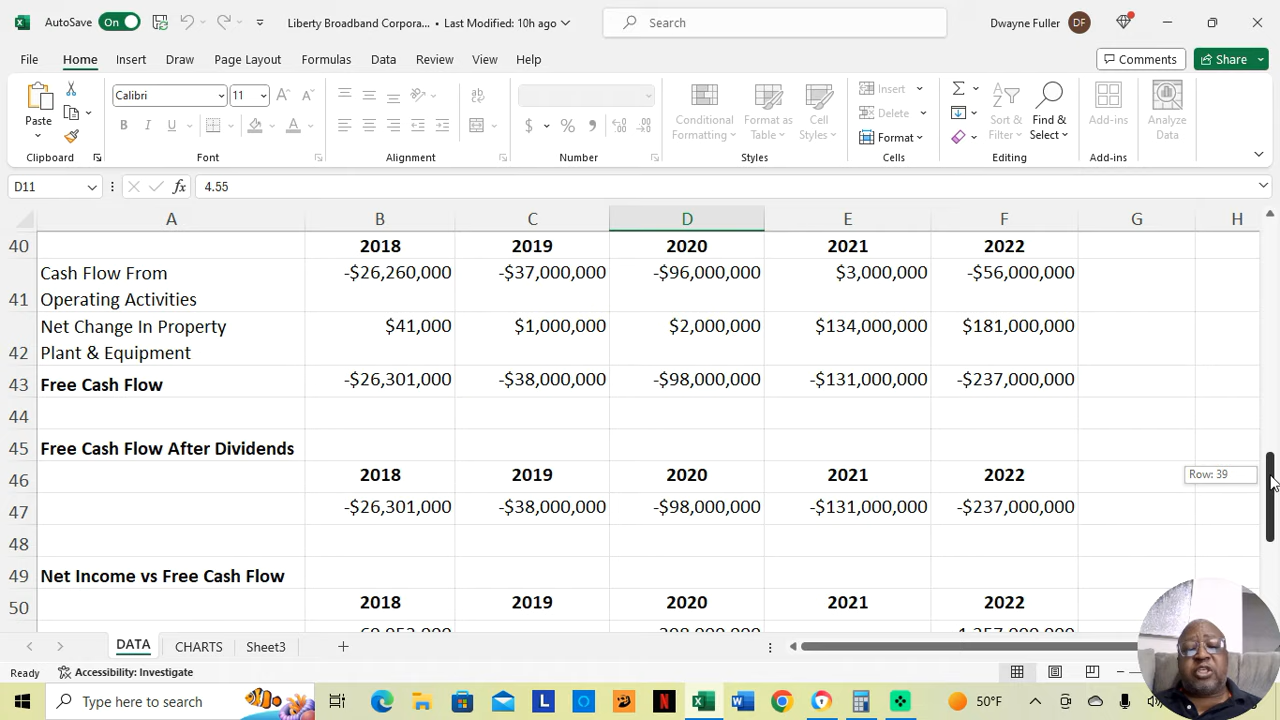 AutoSave On Liberty Broadband Corpora... • Last Modified: 10h ago Search Dwayne Fuller DF
File Home Insert Draw Page Layout Formulas Data Review View Help Comments Share
Paste Calibri 11 Conditional Formatting Format as Table Cell Styles Insert Delete Format Sort & Filter Find & Select Add-ins Analyze Data
Clipboard Font Alignment Number Styles Cells Editing Add-ins
D11 fx 4.55
A B C D E F G H
40 2018 2019 2020 2021 2022
Cash Flow From -$26,260,000 -$37,000,000 -$96,000,000 $3,000,000 -$56,000,000
41 Operating Activities
Net Change In Property $41,000 $1,000,000 $2,000,000 $134,000,000 $181,000,000
42 Plant & Equipment
43 Free Cash Flow -$26,301,000 -$38,000,000 -$98,000,000 -$131,000,000 -$237,000,000
44
45 Free Cash Flow After Dividends
46 2018 2019 2020 2021 2022
Row: 39
47 -$26,301,000 -$38,000,000 -$98,000,000 -$131,000,000 -$237,000,000
48
49 Net Income vs Free Cash Flow
50 2018 2019 2020 2021 2022
DATA CHARTS Sheet3
Ready Accessibility: Investigate
Type here to search 50°F